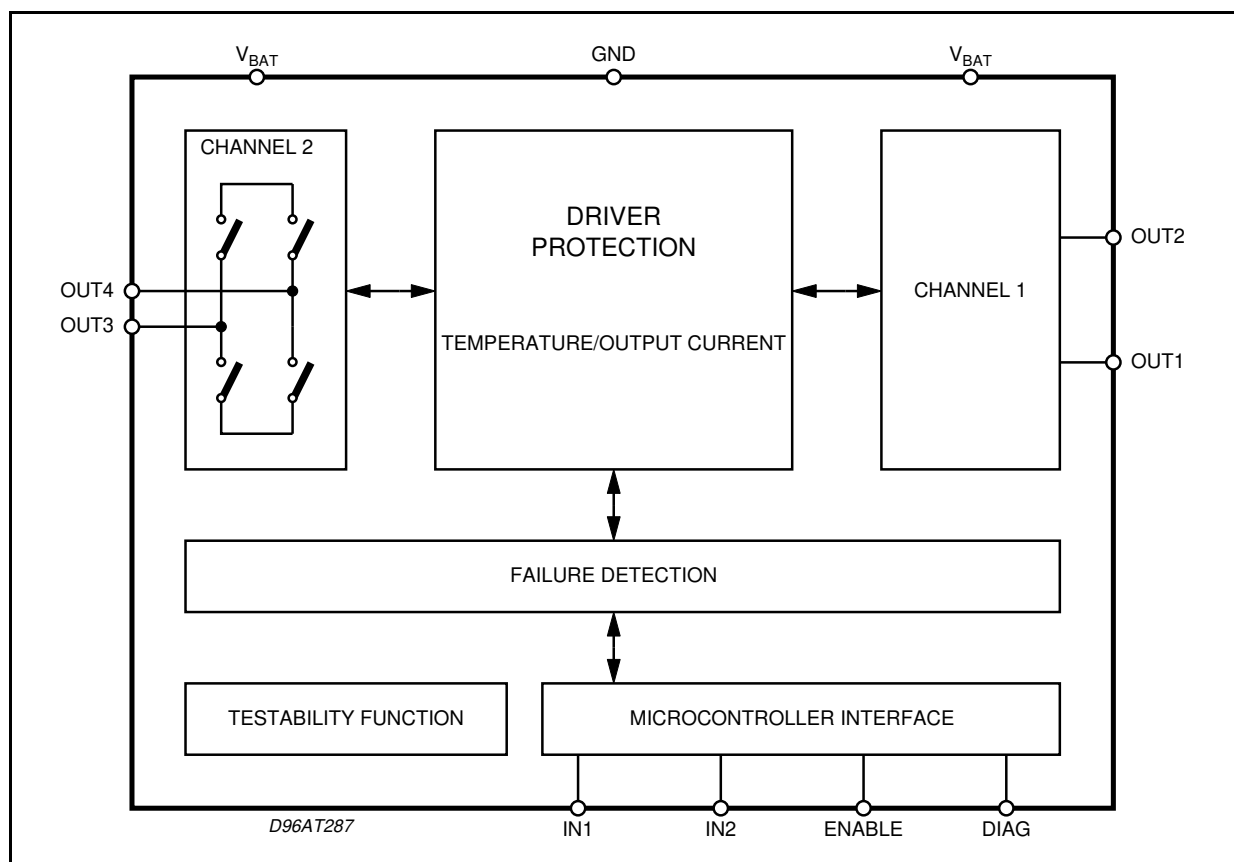 VBAT
GND
VBAT
CHANNEL 2
DRIVER
PROTECTION
TEMPERATURE/OUTPUT CURRENT
CHANNEL 1
OUT2
OUT4
OUT3
OUT1
FAILURE DETECTION
TESTABILITY FUNCTION
MICROCONTROLLER INTERFACE
D96AT287
IN1
IN2
ENABLE
DIAG